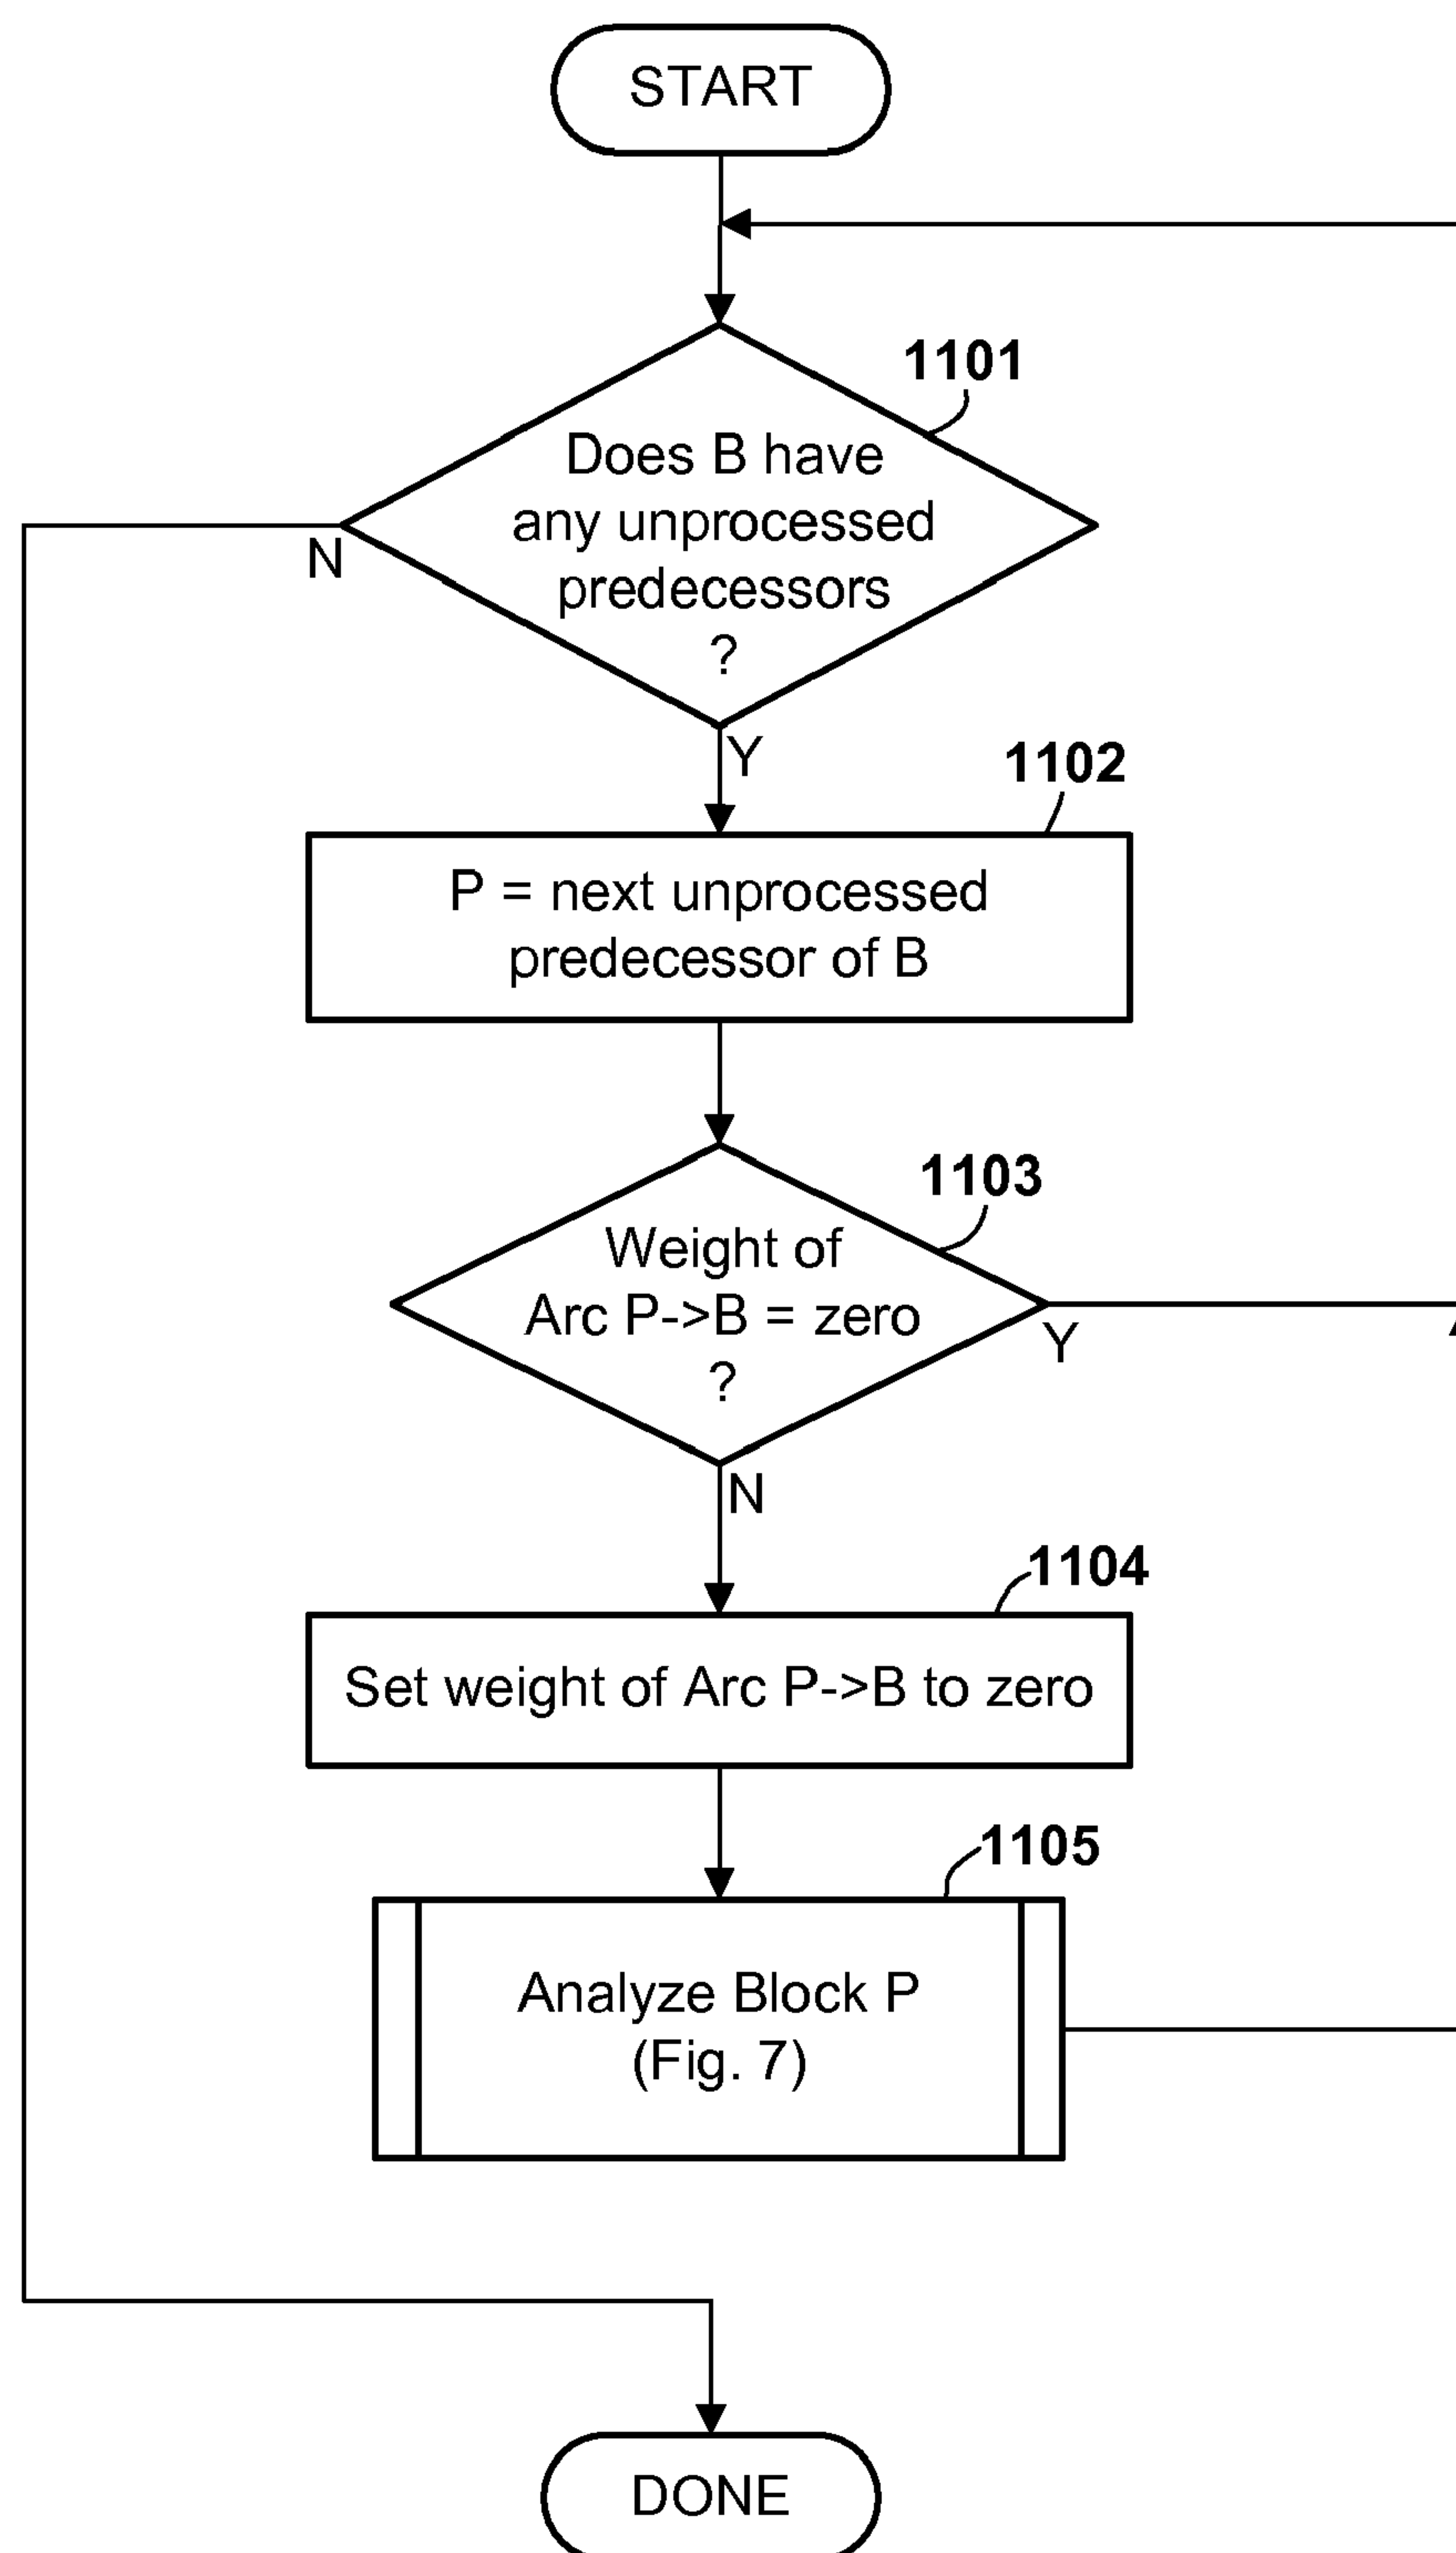 START
1101
Does B have
any unprocessed
predecessors
?
N
Y
1102
P = next unprocessed
predecessor of B
1103
Weight of
Arc P->B = zero
?
Y
N
1104
Set weight of Arc P->B to zero
1105
Analyze Block P
(Fig. 7)
DONE